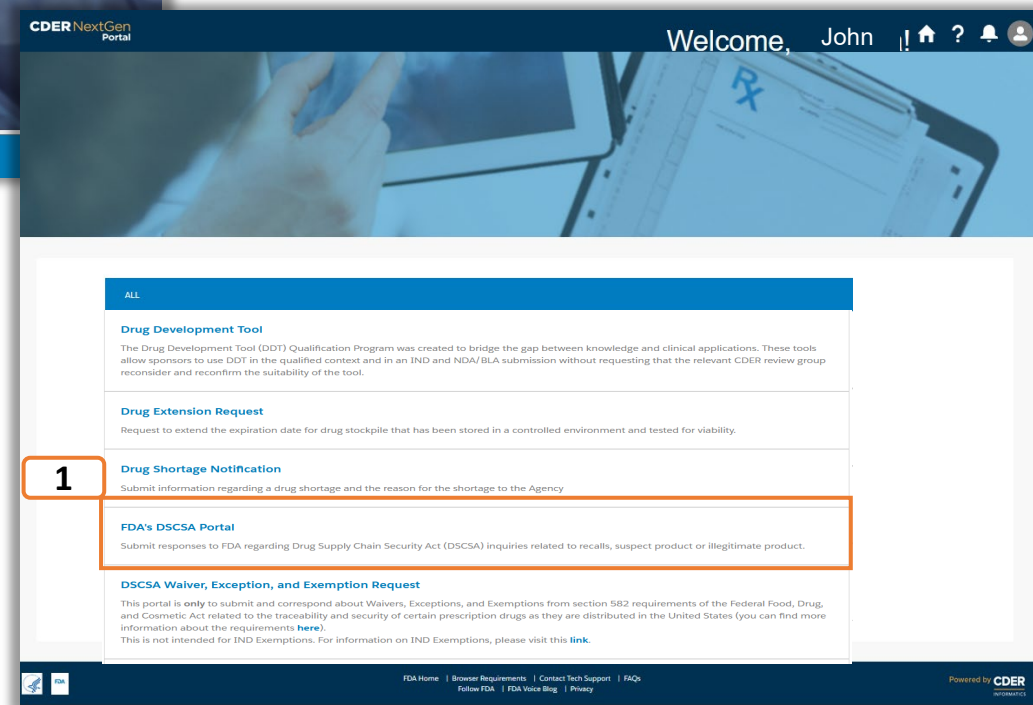 CDER NextGen
Portal
Welcome, John !
?
Rx
ALL
Drug Development Tool
The Drug Development Tool (DDT) Qualification Program was created to bridge the gap between knowledge and clinical applications. These tools
allow sponsors to use DDT in the qualified context and in an IND and NDA/BLA submission without requesting that the relevant CDER review group
reconsider and reconfirm the suitability of the tool.
Drug Extension Request
Request to extend the expiration date for drug stockpile that has been stored in a controlled environment and tested for viability.
1
Drug Shortage Notification
Submit information regarding a drug shortage and the reason for the shortage to the Agency
FDA's DSCSA Portal
Submit responses to FDA regarding Drug Supply Chain Security Act (DSCSA) inquiries related to recalls, suspect product or illegitimate product.
DSCSA Waiver, Exception, and Exemption Request
This portal is only to submit and correspond about Waivers, Exceptions, and Exemptions from section 582 requirements of the Federal Food, Drug,
and Cosmetic Act related to the traceability and security of certain prescription drugs as they are distributed in the United States (you can find more
information about the requirements here).
This is not intended for IND Exemptions. For information on IND Exemptions, please visit this link.
FDA
FDA Home | Browser Requirements | Contact Tech Support | FAQs
Follow FDA | FDA Voice Blog | Privacy
Powered by CDER
INFORMATICS